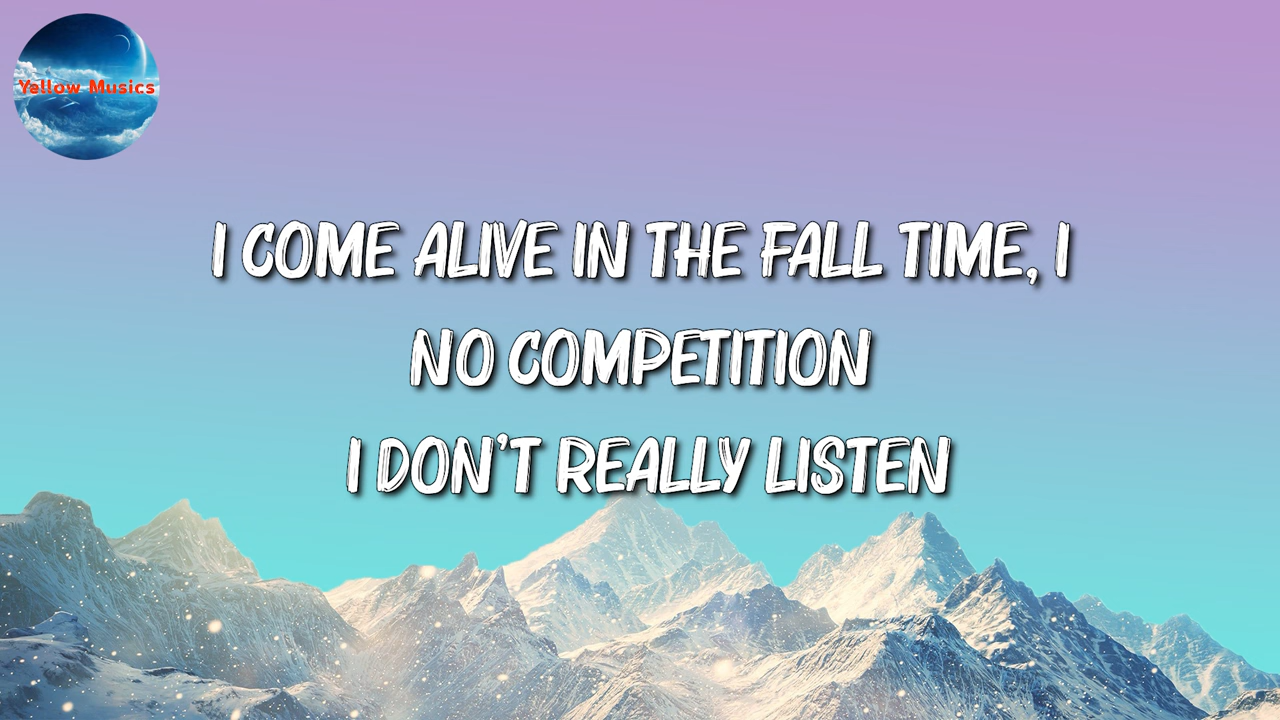 Yellow Musics
I COME ALIVE IN THE FALL TIME, I
NO COMPETITION
I DON'T REALLY LISTEN